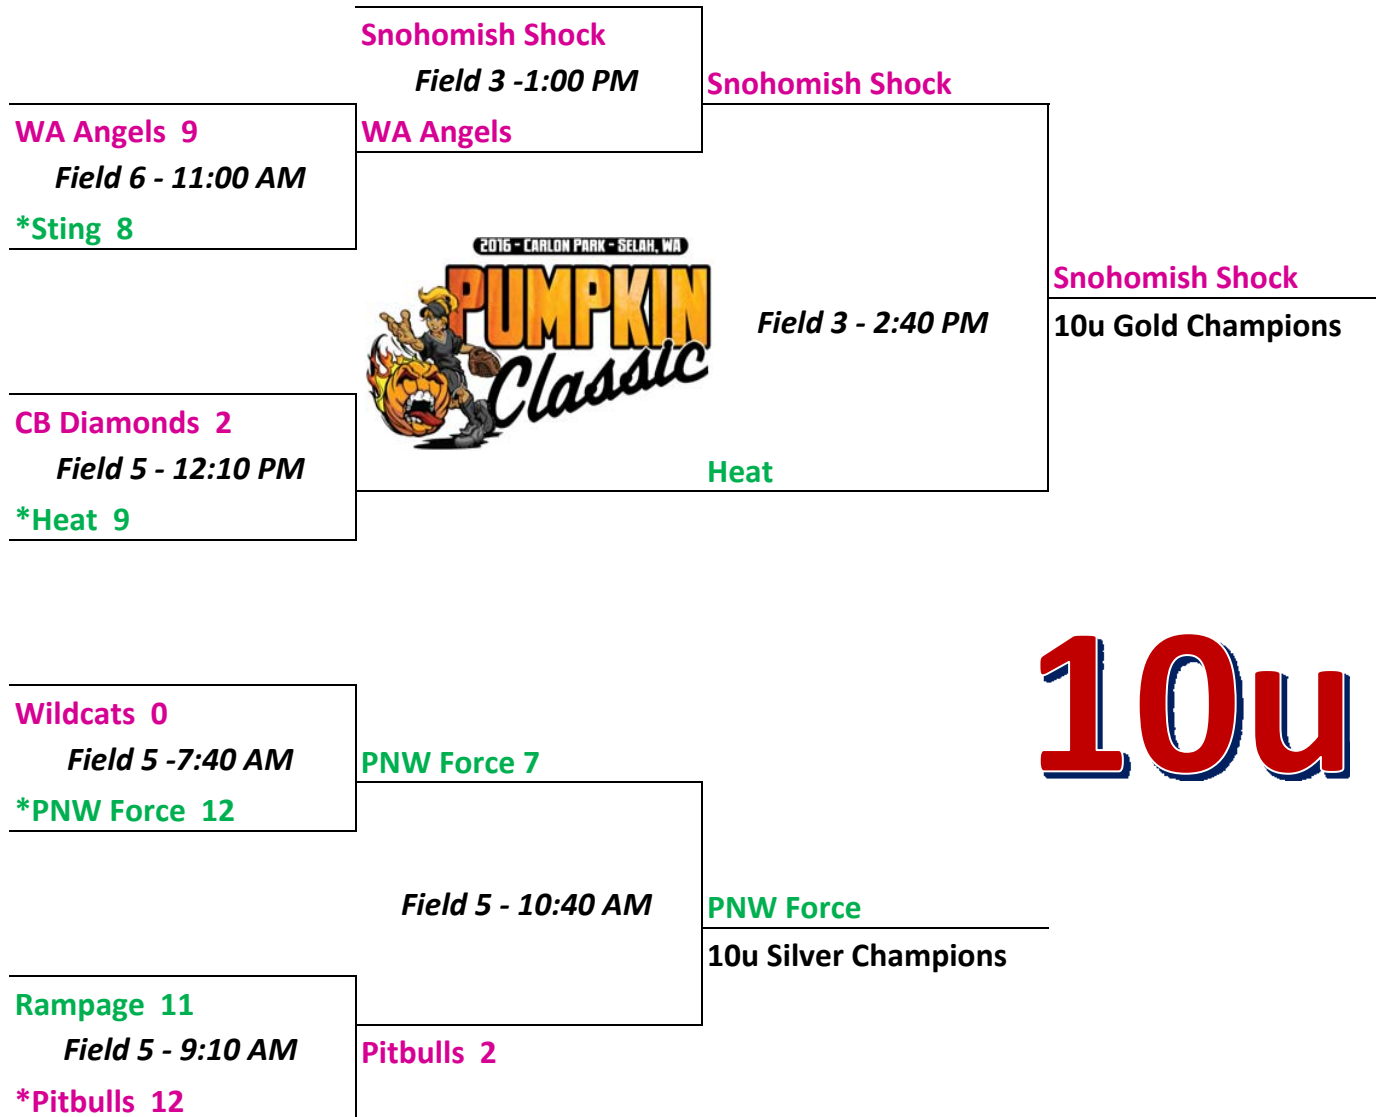 Snohomish Shock
Field 3 -1:00 PM
Snohomish Shock
WA Angels  9
WA Angels
Field 6 - 11:00 AM
*Sting  8
2016 - CARLON PARK - SELAH, WA
PUMPKIN
Classic
Snohomish Shock
Field 3 - 2:40 PM
10u Gold Champions
CB Diamonds  2
Field 5 - 12:10 PM
Heat
*Heat  9
10u
Wildcats  0
Field 5 -7:40 AM
PNW Force 7
*PNW Force  12
Field 5 - 10:40 AM
PNW Force
10u Silver Champions
Rampage  11
Field 5 - 9:10 AM
Pitbulls  2
*Pitbulls  12